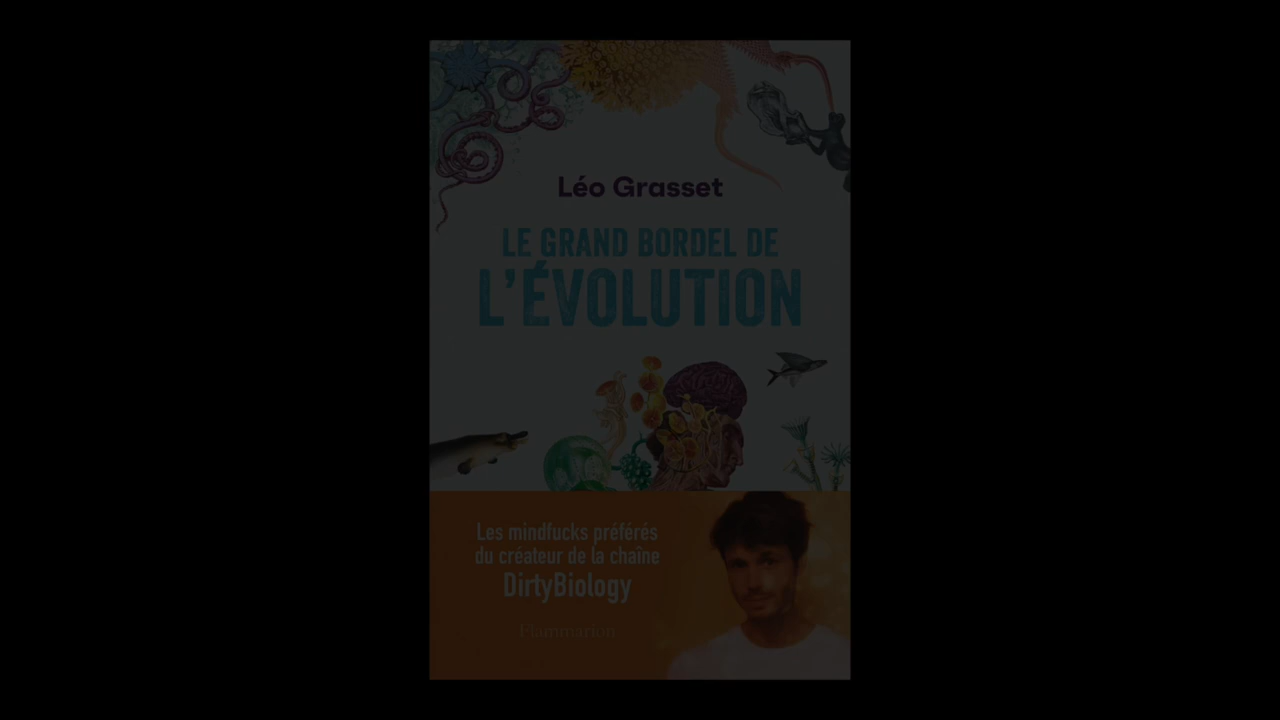 Léo Grasset
LE GRAND BORDEL DE
L'ÉVOLUTION
Les mindfucks préférés
du créateur de la chaîne
DirtyBiology
Flammarion